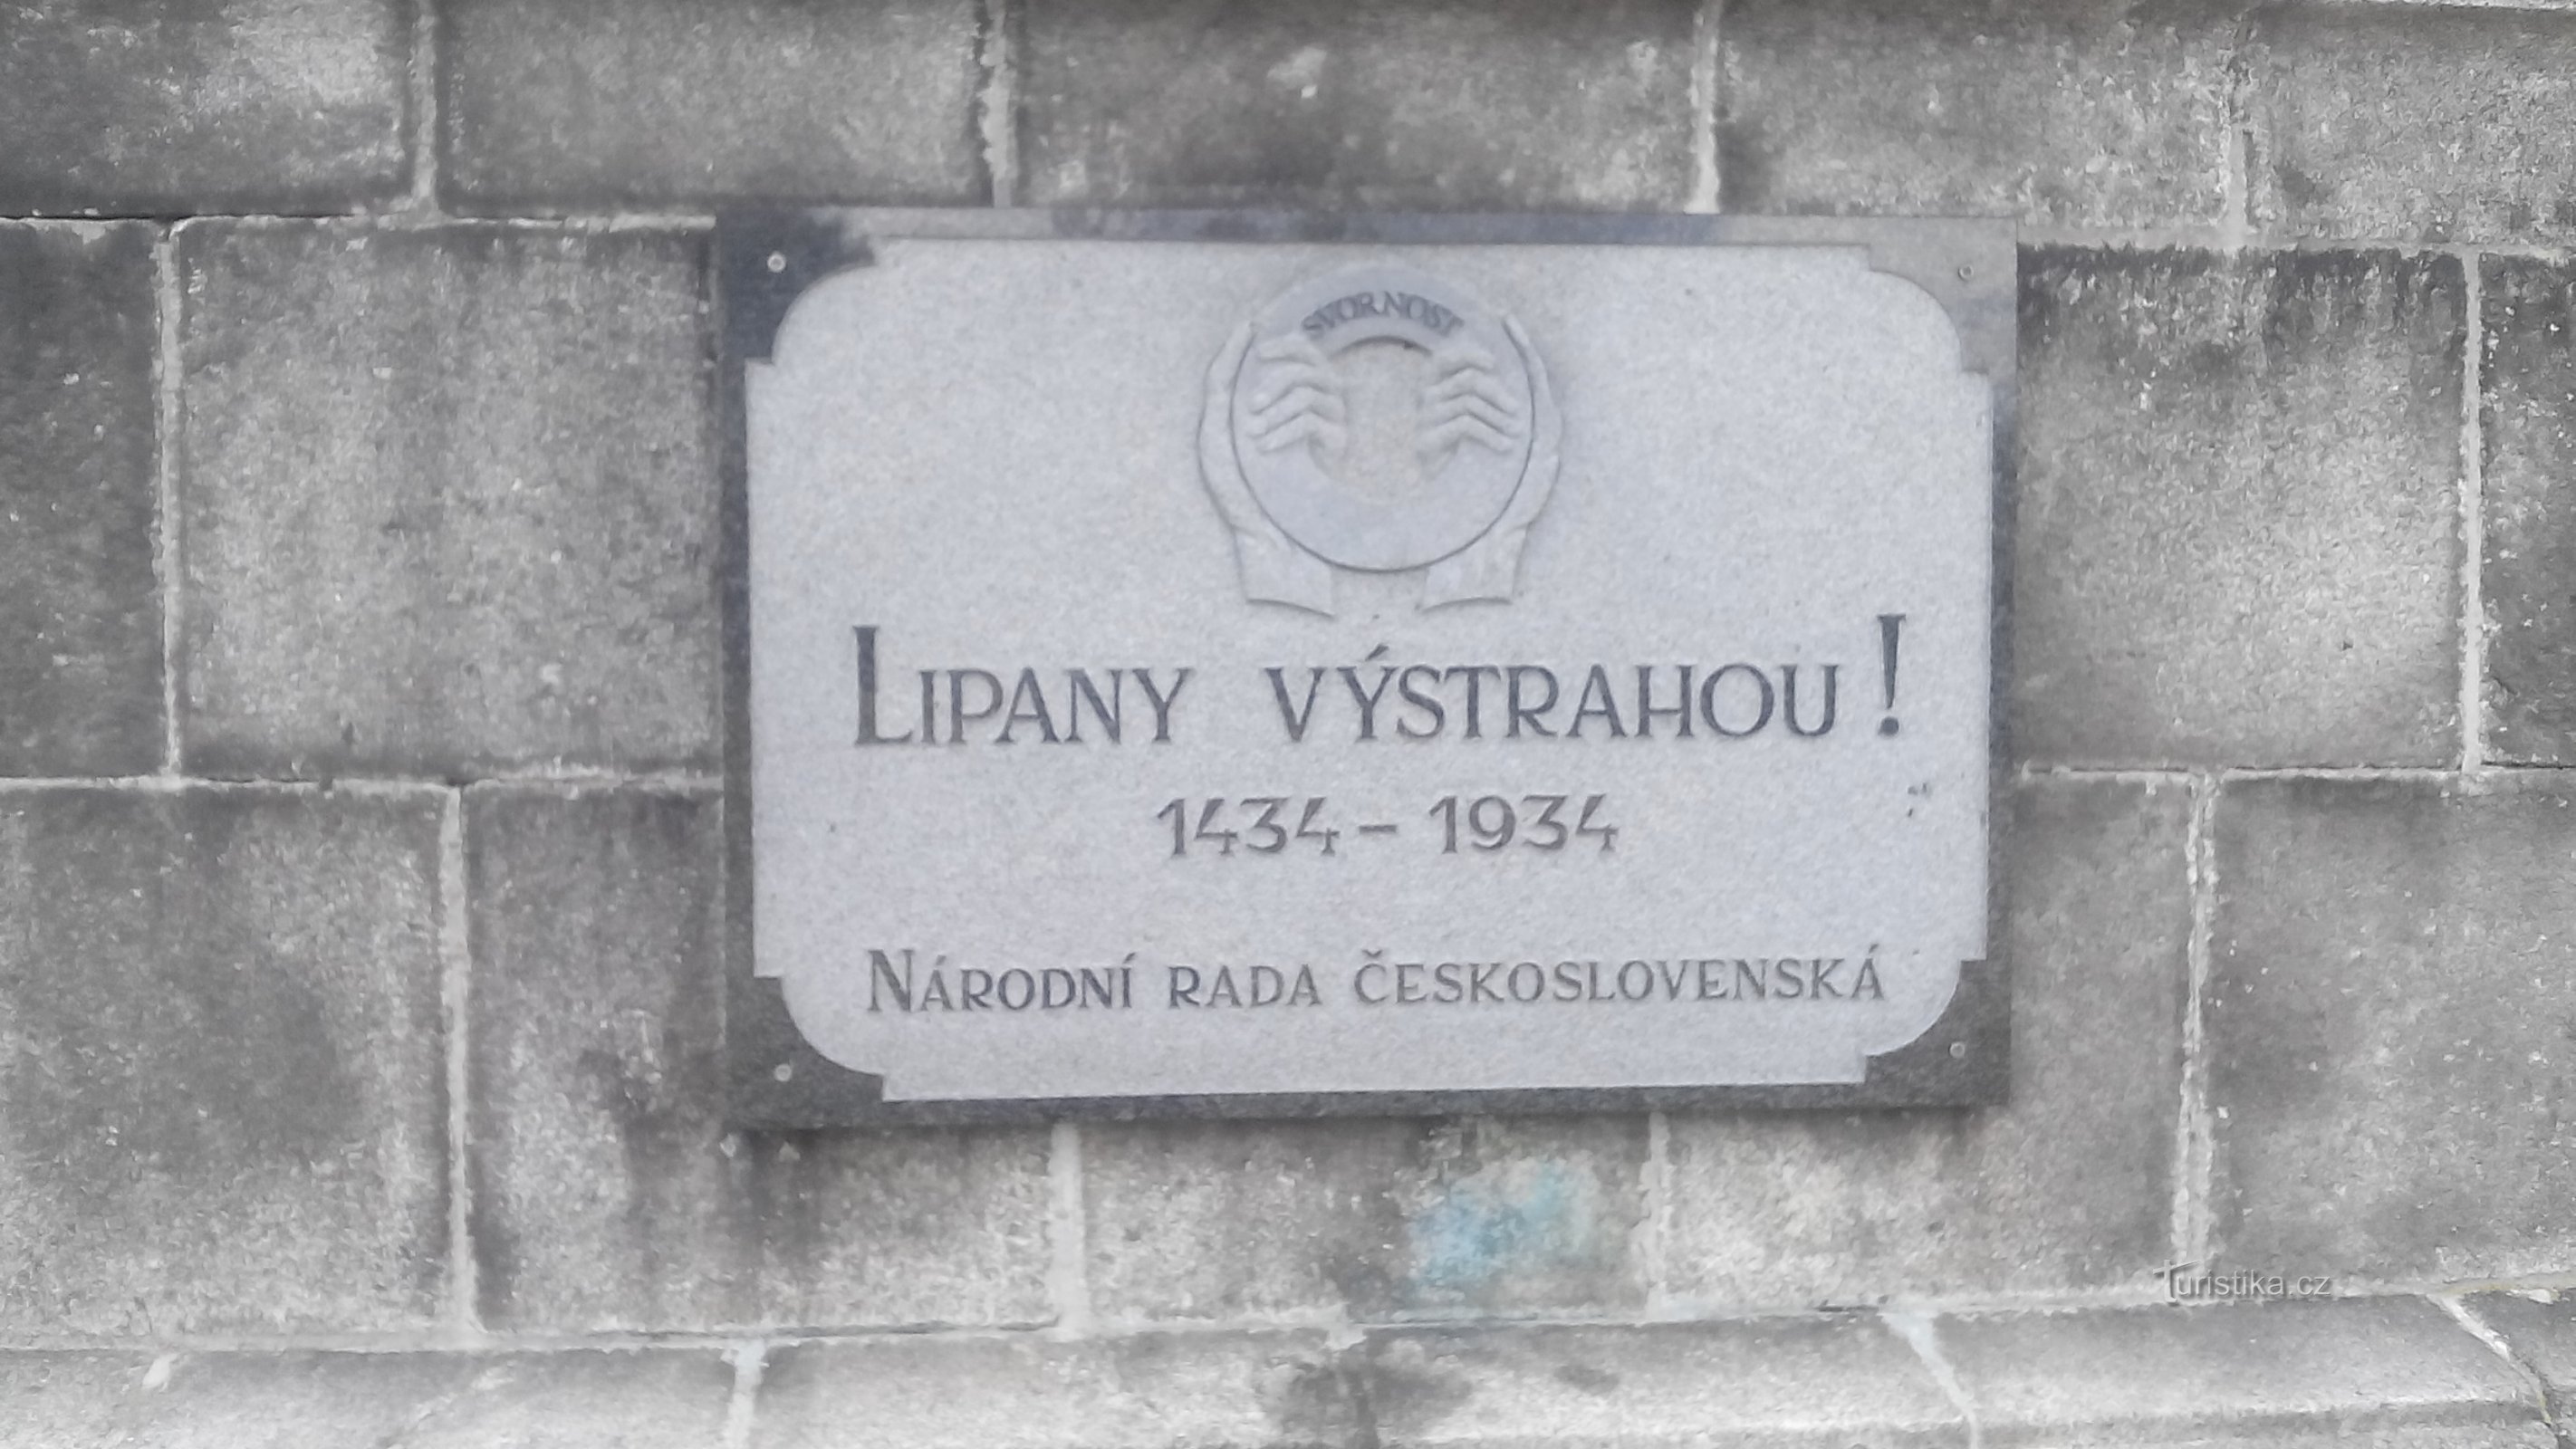 SVORNOST
LIPANY VÝSTRAHOU!
1434 – 1934
NÁRODNÍ RADA ČESKOSLOVENSKÁ
Turistika.cz